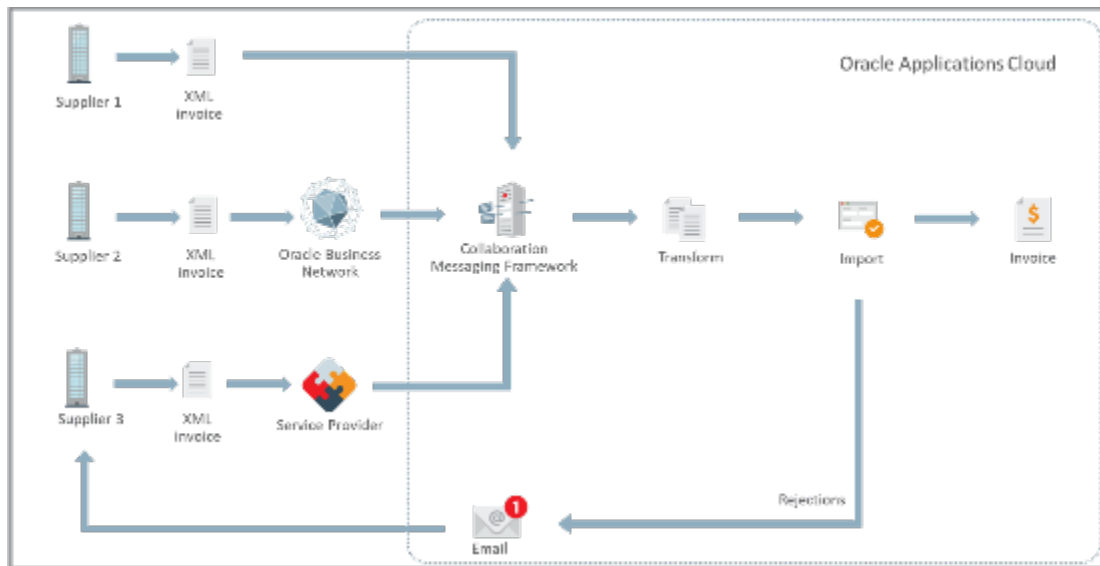 Oracle Applications Cloud
Supplier 1
XML
invoice
Supplier 2
XML
invoice
Oracle Business
Network
Collaboration
Messaging Framework
Transform
Import
$
Invoice
Supplier 3
XML
invoice
Service Provider
Rejections
@
1
Email